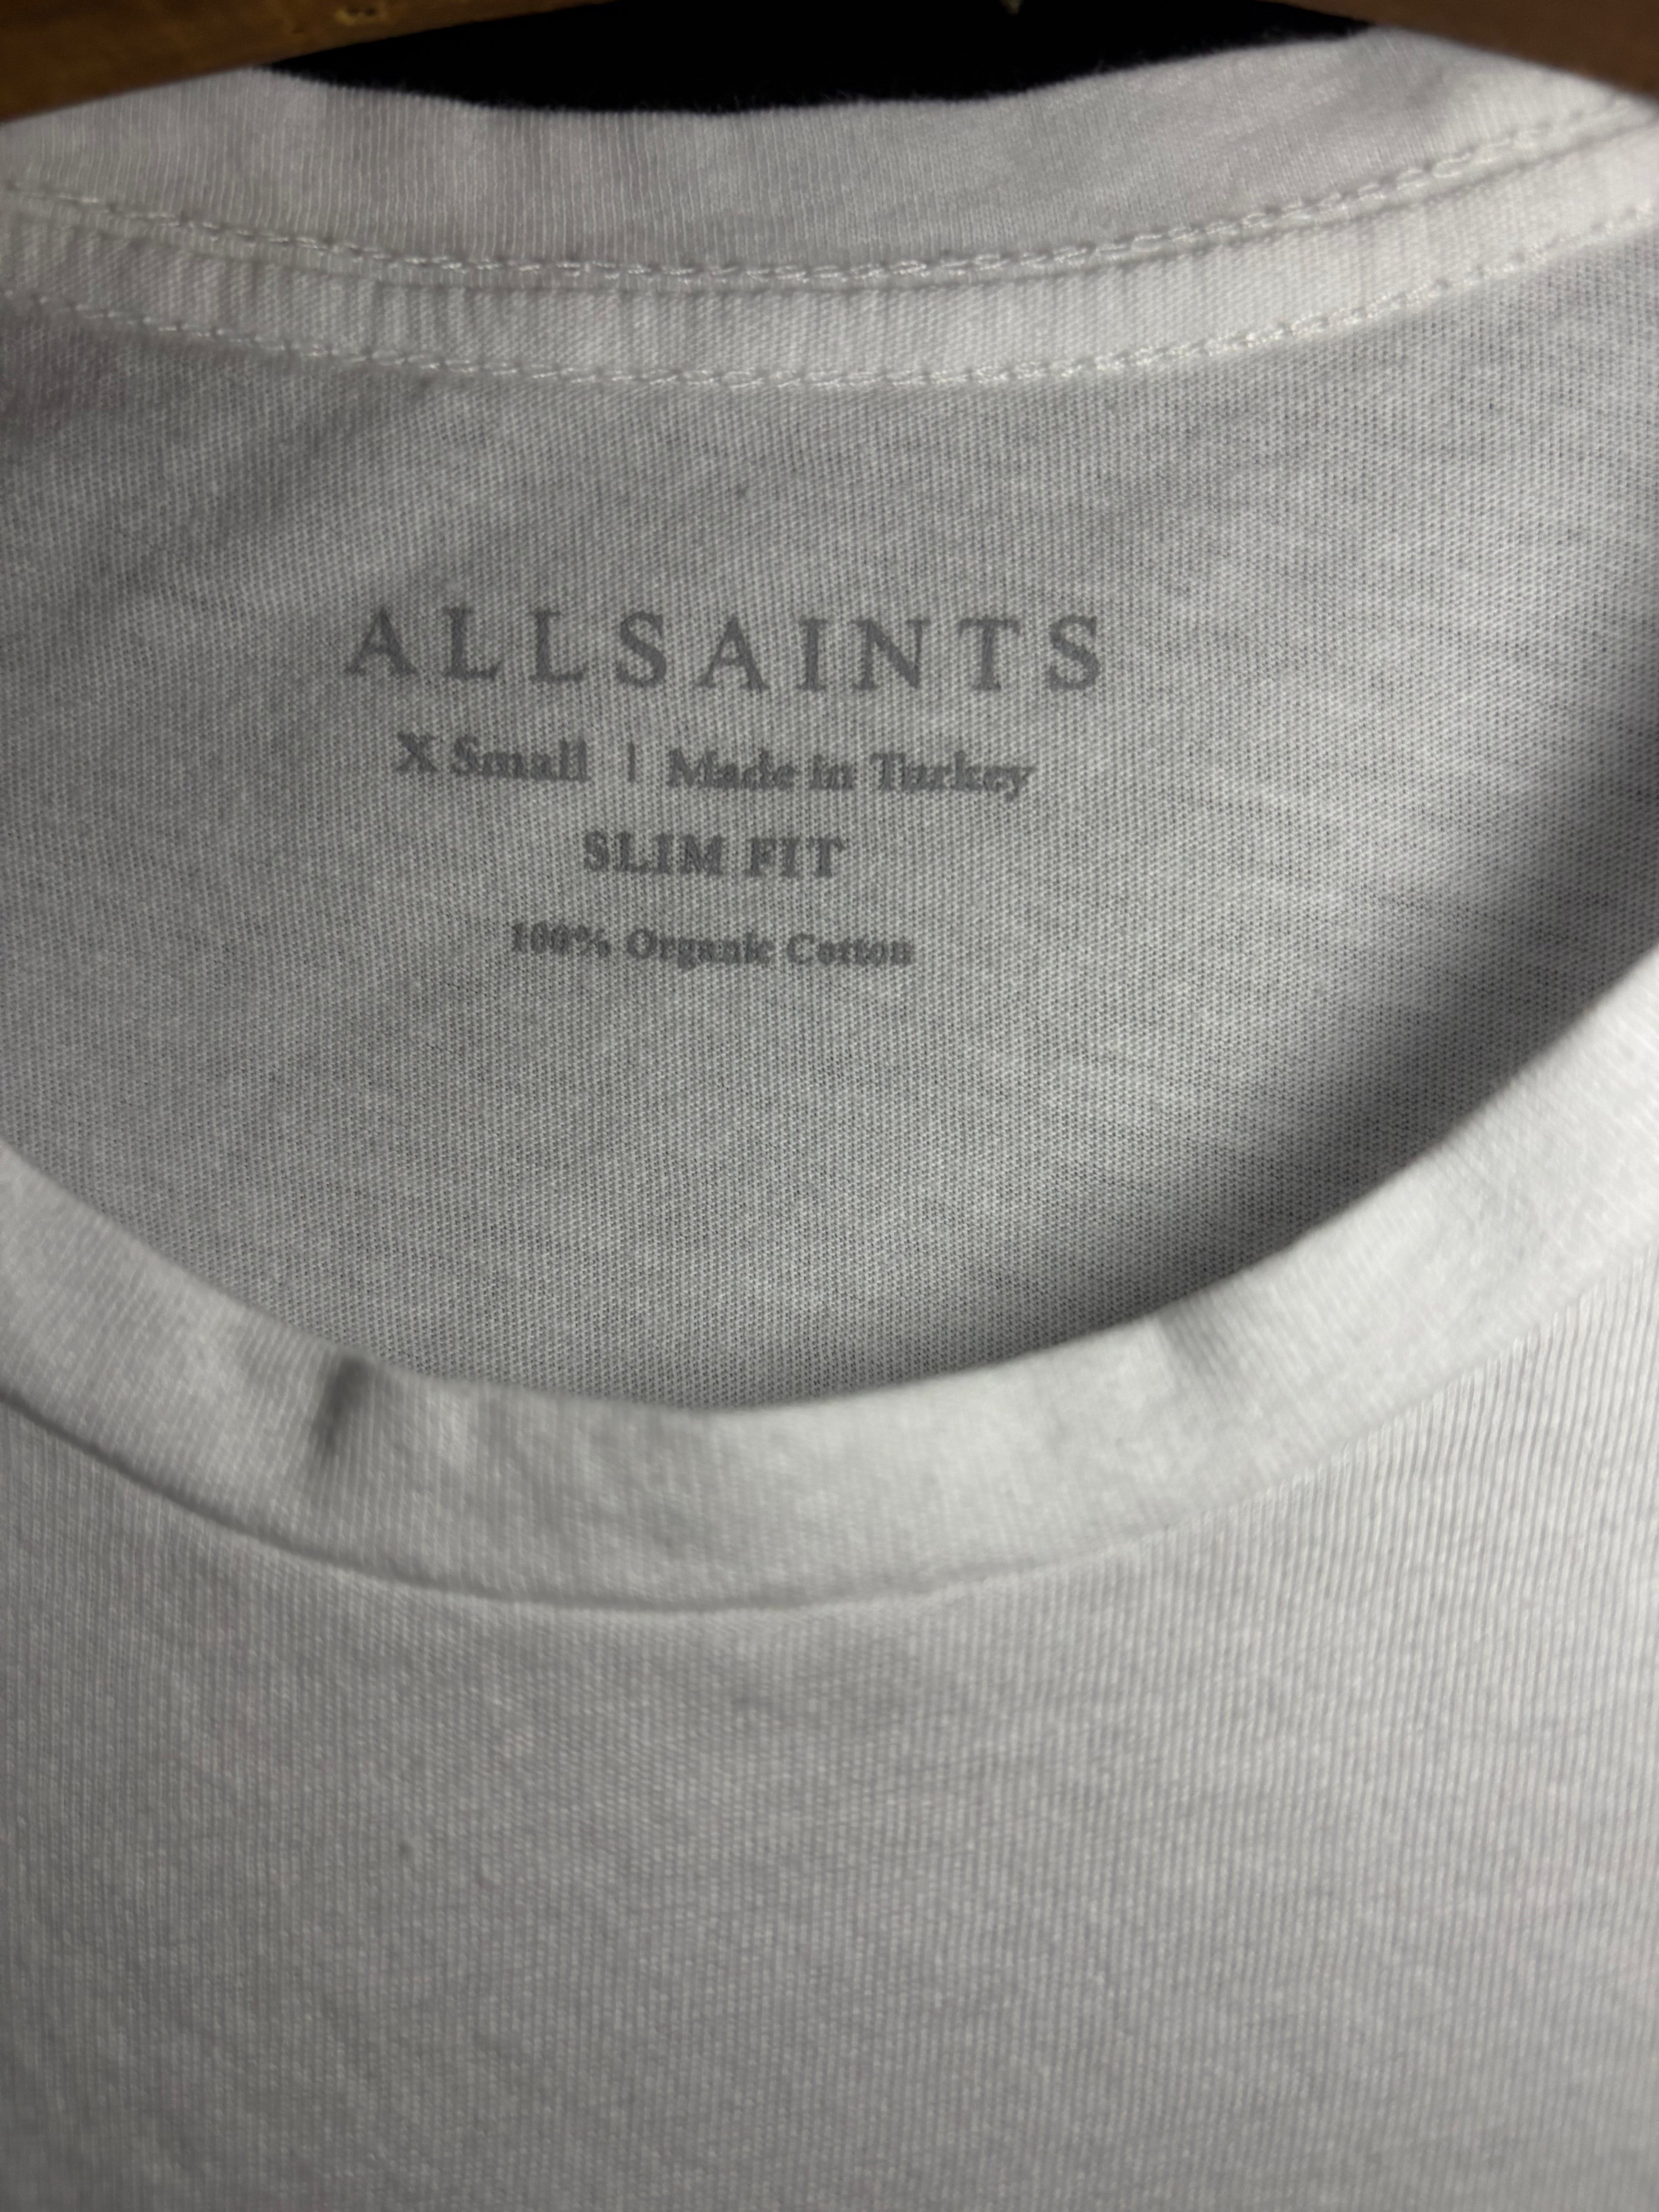 ALLSAINTS
X Small | Made in Turkey
SLIM FIT
100% Organic Cotton